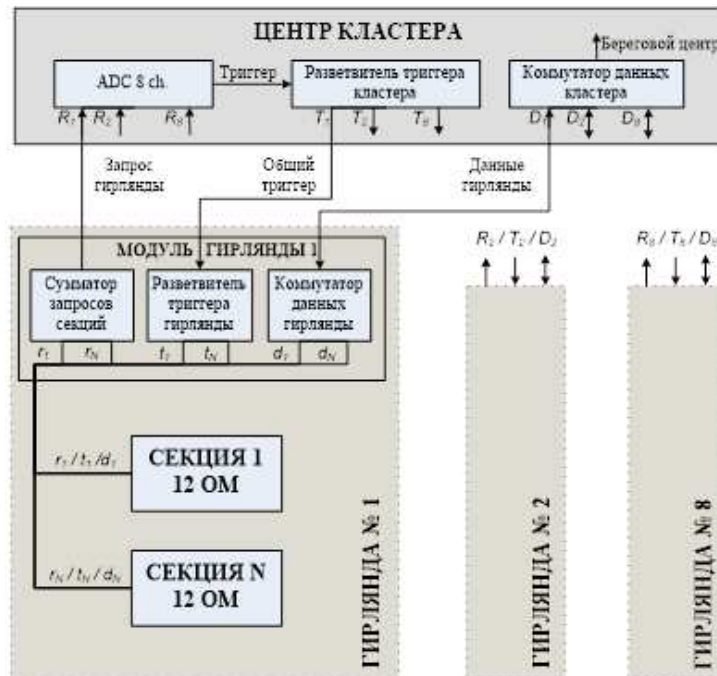 ЦЕНТР КЛАСТЕРА
Береговой центр
ADC 8 ch.
Триггер
Разветвитель триггера
кластера
Коммутатор данных
кластера
R₁ R₂ R₈
T₁ T₂ T₈
D₁ D₂ D₈
Запрос
гирлянды
Общий
триггер
Данные
гирлянды
МОДУЛЬ ГИРЛЯНДЫ 1
Сумматор
запросов
секций
Разветвитель
триггера
гирлянды
Коммутатор
данных
гирлянды
r₁ rN
t₁ tN
d₁ dN
r₁ / t₁ / d₁
СЕКЦИЯ 1
12 ОМ
rN / tN / dN
СЕКЦИЯ N
12 ОМ
ГИРЛЯНДА № 1
R₂ / T₂ / D₂
ГИРЛЯНДА № 2
R₈ / T₈ / D₈
ГИРЛЯНДА № 8